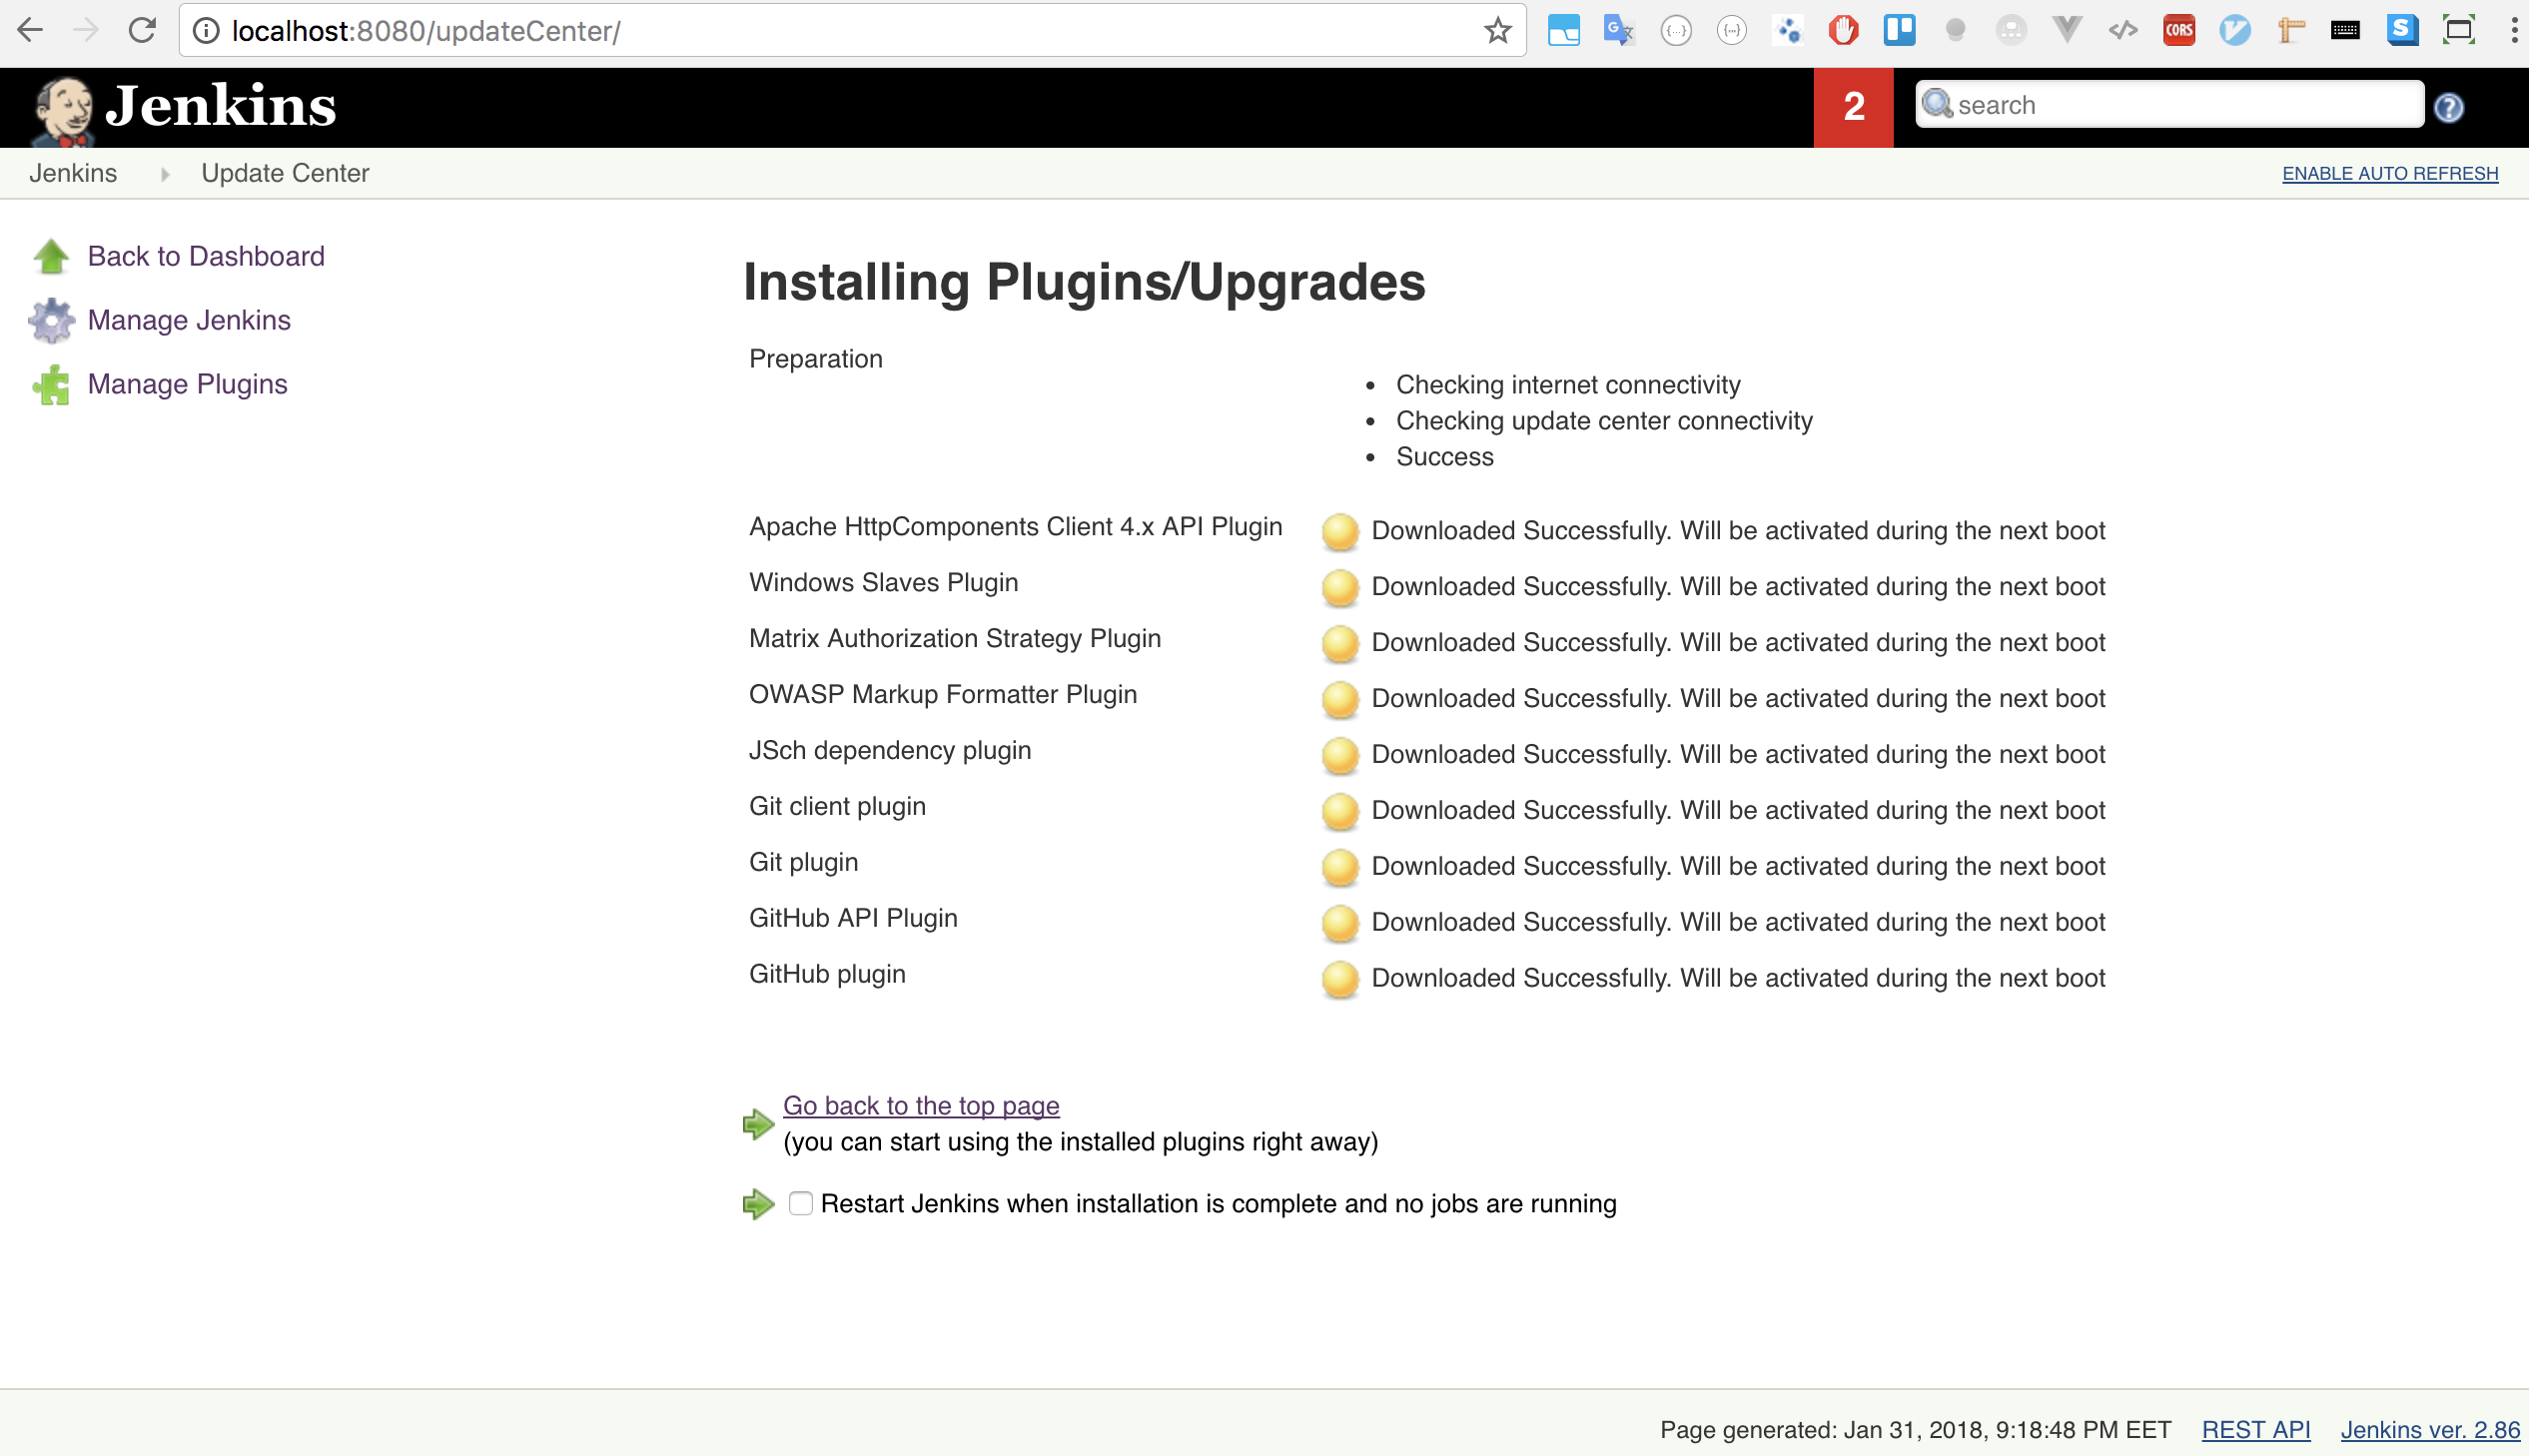 localhost:8080/updateCenter/
CORS
S
Jenkins
2
search
Jenkins
Update Center
ENABLE AUTO REFRESH
Back to Dashboard
Manage Jenkins
Manage Plugins
Installing Plugins/Upgrades
Preparation
• Checking internet connectivity
• Checking update center connectivity
• Success
Apache HttpComponents Client 4.x API Plugin Downloaded Successfully. Will be activated during the next boot
Windows Slaves Plugin Downloaded Successfully. Will be activated during the next boot
Matrix Authorization Strategy Plugin Downloaded Successfully. Will be activated during the next boot
OWASP Markup Formatter Plugin Downloaded Successfully. Will be activated during the next boot
JSch dependency plugin Downloaded Successfully. Will be activated during the next boot
Git client plugin Downloaded Successfully. Will be activated during the next boot
Git plugin Downloaded Successfully. Will be activated during the next boot
GitHub API Plugin Downloaded Successfully. Will be activated during the next boot
GitHub plugin Downloaded Successfully. Will be activated during the next boot
Go back to the top page
(you can start using the installed plugins right away)
Restart Jenkins when installation is complete and no jobs are running
Page generated: Jan 31, 2018, 9:18:48 PM EET REST API Jenkins ver. 2.86